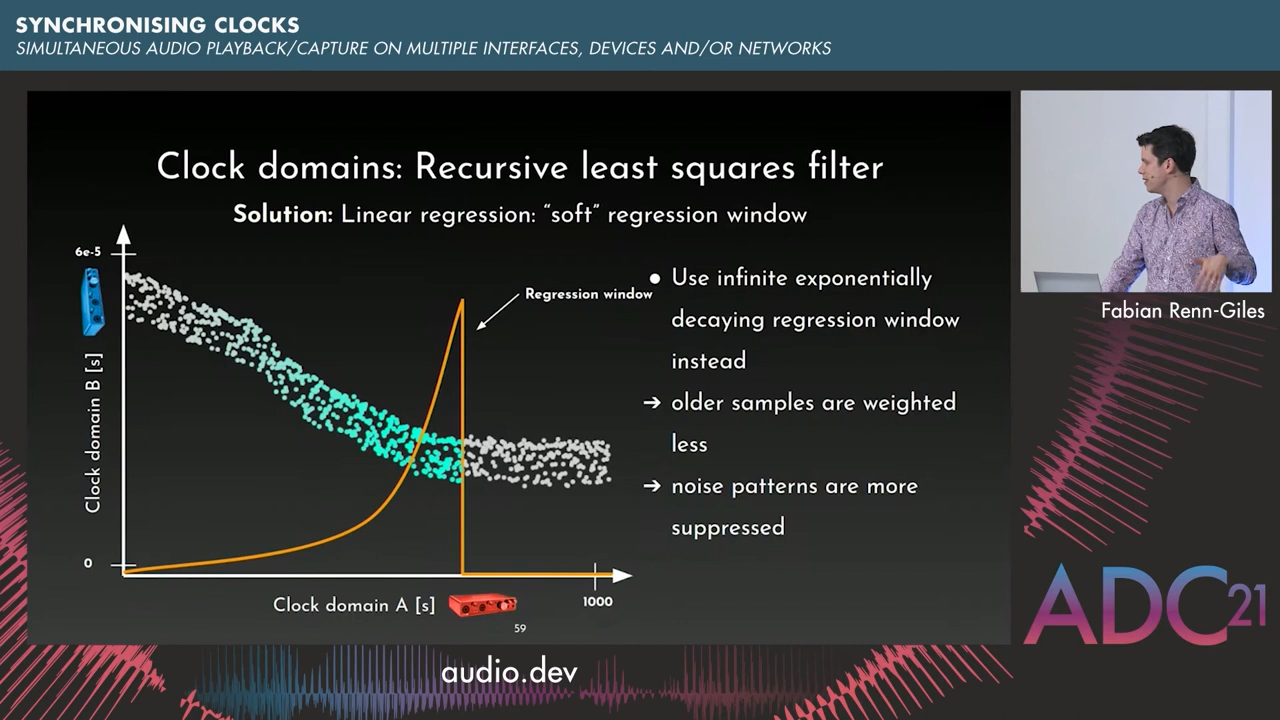 SYNCHRONISING CLOCKS
SIMULTANEOUS AUDIO PLAYBACK/CAPTURE ON MULTIPLE INTERFACES, DEVICES AND/OR NETWORKS
Clock domains: Recursive least squares filter
Solution: Linear regression: “soft” regression window
6e-5
Clock domain B [s]
0
Regression window
Clock domain A [s]
1000
● Use infinite exponentially
decaying regression window
instead
➔ older samples are weighted
less
➔ noise patterns are more
suppressed
59
Fabian Renn-Giles
ADC21
audio.dev